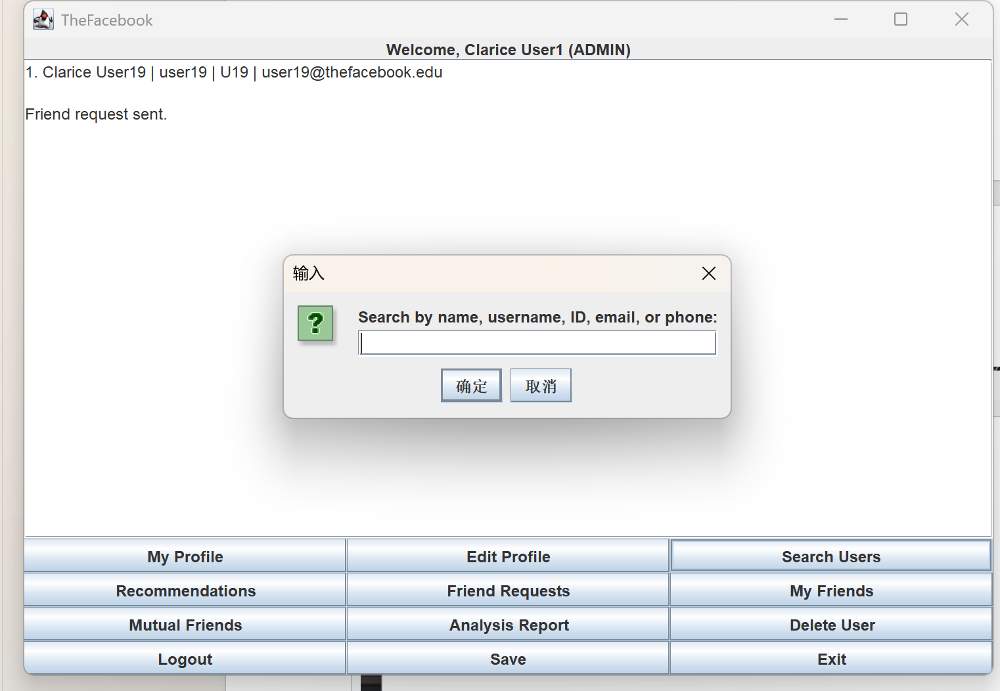 TheFacebook
Welcome, Clarice User1 (ADMIN)
1. Clarice User19 | user19 | U19 | user19@thefacebook.edu
Friend request sent.
输入
?
Search by name, username, ID, email, or phone:
确定 取消
My Profile Edit Profile Search Users
Recommendations Friend Requests My Friends
Mutual Friends Analysis Report Delete User
Logout Save Exit